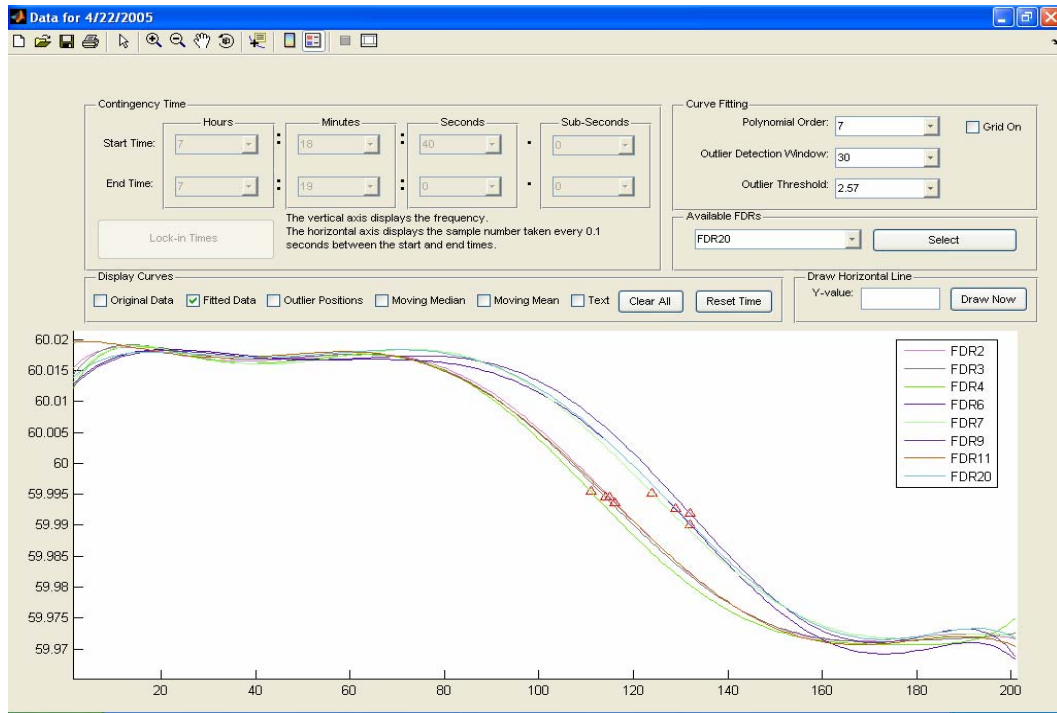 Data for 4/22/2005
Contingency Time
Hours
Minutes
Seconds
Sub-Seconds
Start Time: 7 : 18 : 40 . 0
End Time: 7 : 19 : 0 . 0
Lock-in Times
The vertical axis displays the frequency.
The horizontal axis displays the sample number taken every 0.1
seconds between the start and end times.
Curve Fitting
Polynomial Order: 7
Grid On
Outlier Detection Window: 30
Outlier Threshold: 2.57
Available FDRs
FDR20
Select
Display Curves
Original Data
Fitted Data
Outlier Positions
Moving Median
Moving Mean
Text
Clear All
Reset Time
Draw Horizontal Line
Y-value:
Draw Now
60.02
60.015
60.01
60.005
60
59.995
59.99
59.985
59.98
59.975
59.97
20 40 60 80 100 120 140 160 180 200
FDR2
FDR3
FDR4
FDR6
FDR7
FDR9
FDR11
FDR20